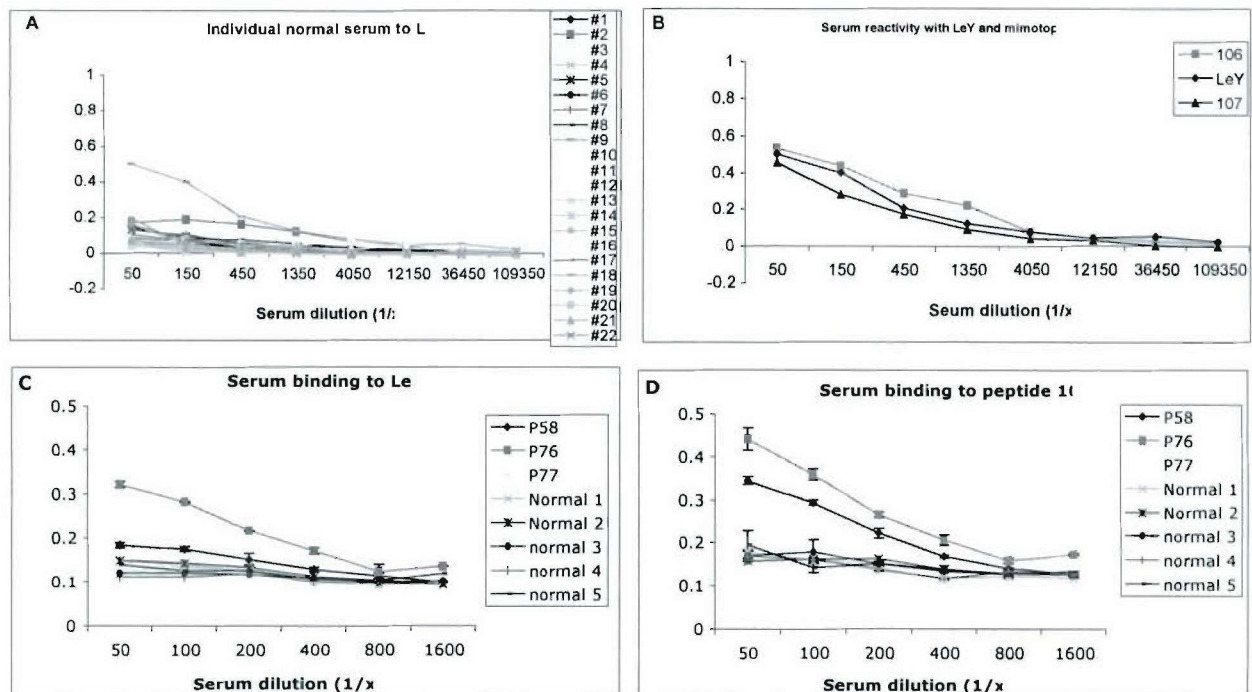 A
Individual normal serum to L
1
0.8
0.6
0.4
0.2
0
-0.2
50 150 450 1350 4050 12150 36450 109350
Serum dilution (1/:
#1
#2
#3
#4
#5
#6
#7
#8
#9
#10
#11
#12
#13
#14
#15
#16
#17
#18
#19
#20
#21
#22
B
Serum reactivity with LeY and mimotop
1
0.8
0.6
0.4
0.2
0
-0.2
50 150 450 1350 4050 12150 36450 109350
Seum dilution (1/x
106
LeY
107
C
Serum binding to Le
0.5
0.4
0.3
0.2
0.1
0
50 100 200 400 800 1600
Serum dilution (1/x
P58
P76
P77
Normal 1
Normal 2
normal 3
normal 4
normal 5
D
Serum binding to peptide 1(
0.5
0.4
0.3
0.2
0.1
0
50 100 200 400 800 1600
Serum dilution (1/x
P58
P76
P77
Normal 1
Normal 2
normal 3
normal 4
normal 5